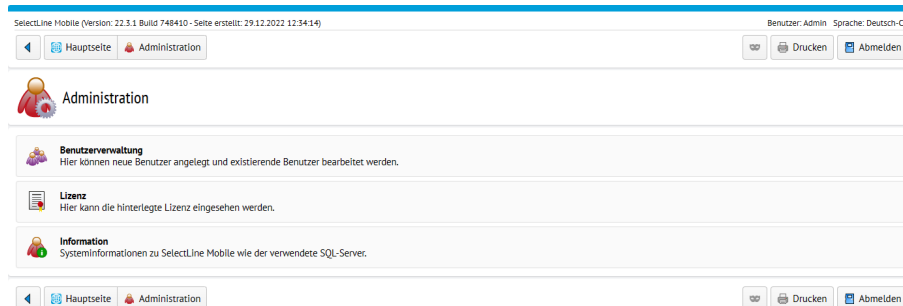 SelectLine Mobile (Version: 22.3.1 Build 748410 - Seite erstellt: 29.12.2022 12:34:14) Benutzer: Admin Sprache: Deutsch-C
Hauptseite Administration Drucken Abmelden
Administration
Benutzerverwaltung
Hier können neue Benutzer angelegt und existierende Benutzer bearbeitet werden.
Lizenz
Hier kann die hinterlegte Lizenz eingesehen werden.
Information
Systeminformationen zu SelectLine Mobile wie der verwendete SQL-Server.
Hauptseite Administration Drucken Abmelden